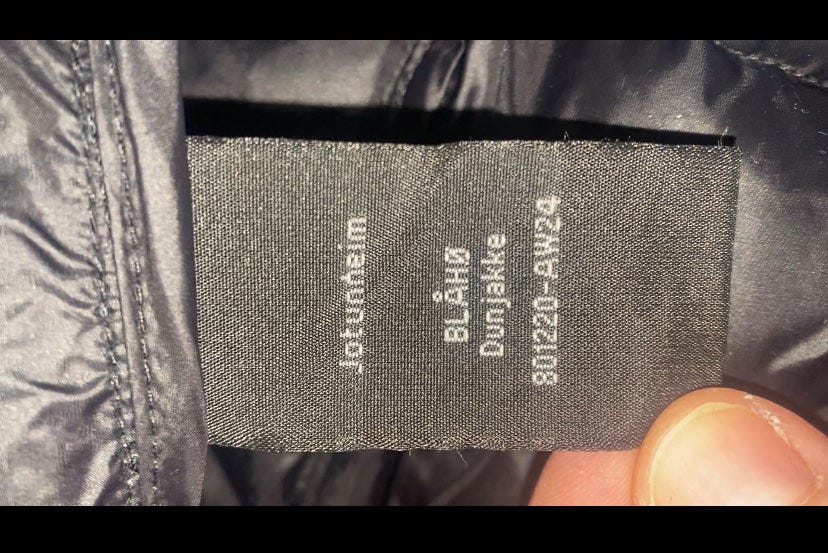 Jotunheim
BLÅHØ
Dunjakke
801220-AW24